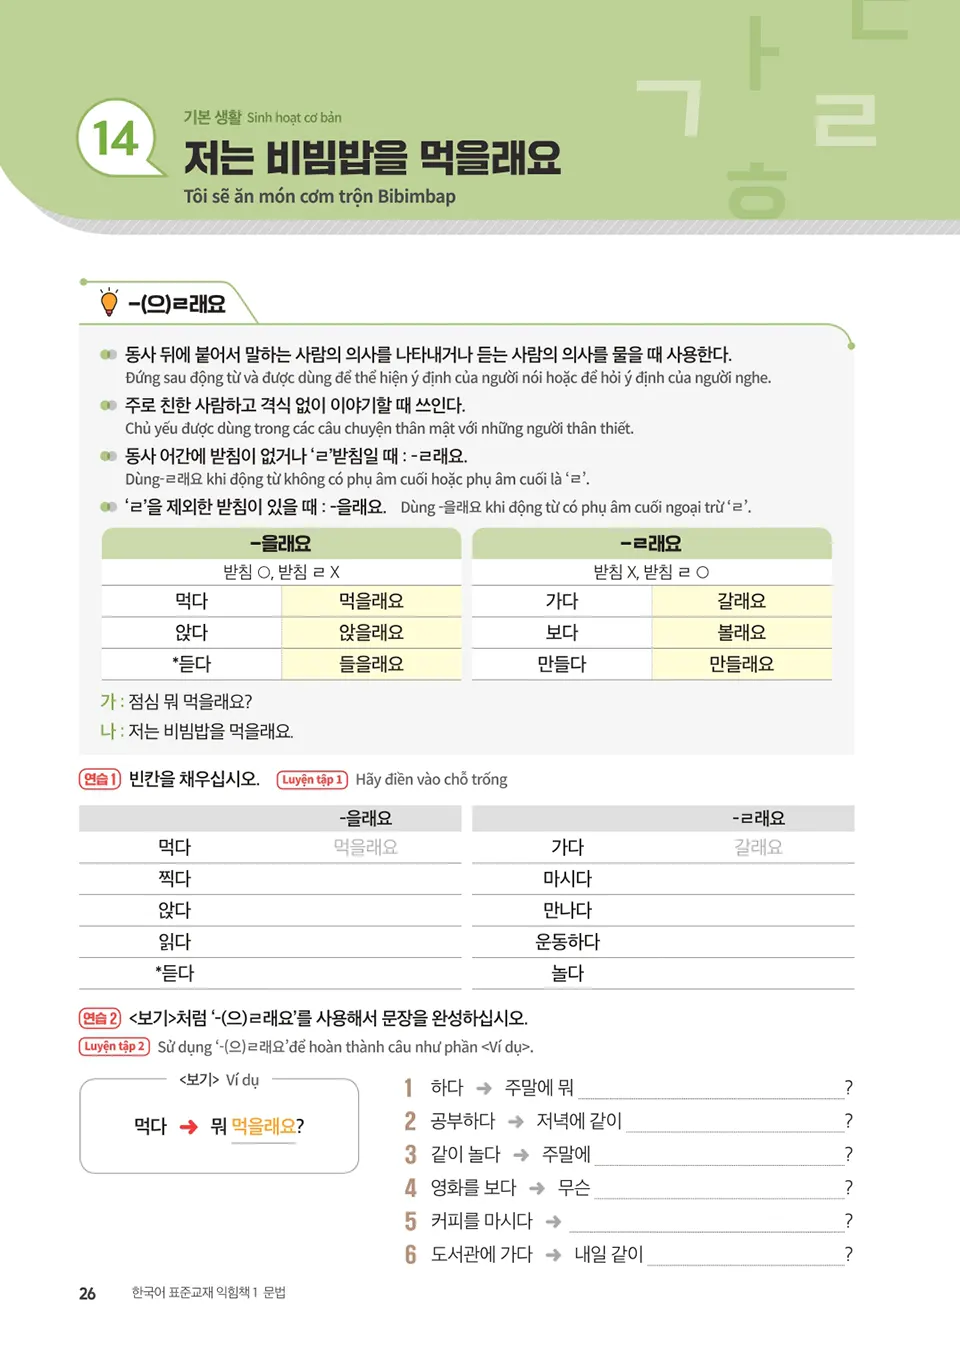 14
기본 생활 Sinh hoạt cơ bản
저는 비빔밥을 먹을래요
Tôi sẽ ăn món cơm trộn Bibimbap
ㄱ ㅏ ㄷ ㄹ ㅎ
-(으)ㄹ래요
동사 뒤에 붙어서 말하는 사람의 의사를 나타내거나 듣는 사람의 의사를 물을 때 사용한다.
Đứng sau động từ và được dùng để thể hiện ý định của người nói hoặc để hỏi ý định của người nghe.
주로 친한 사람하고 격식 없이 이야기할 때 쓰인다.
Chủ yếu được dùng trong các câu chuyện thân mật với những người thân thiết.
동사 어간에 받침이 없거나 ‘ㄹ’받침일 때 : -ㄹ래요.
Dùng-ㄹ래요 khi động từ không có phụ âm cuối hoặc phụ âm cuối là ‘ㄹ’.
‘ㄹ’을 제외한 받침이 있을 때 : -을래요. Dùng -을래요 khi động từ có phụ âm cuối ngoại trừ ‘ㄹ’.
-을래요 -ㄹ래요
받침 ○, 받침 ㄹ X 받침 X, 받침 ㄹ ○
먹다 먹을래요 가다 갈래요
앉다 앉을래요 보다 볼래요
*듣다 들을래요 만들다 만들래요
가 : 점심 뭐 먹을래요?
나 : 저는 비빔밥을 먹을래요.
연습 1 빈칸을 채우십시오. Luyện tập 1 Hãy điền vào chỗ trống
-을래요 -ㄹ래요
먹다 먹을래요 가다 갈래요
찍다 마시다
앉다 만나다
읽다 운동하다
*듣다 놀다
연습 2 <보기>처럼 ‘-(으)ㄹ래요’를 사용해서 문장을 완성하십시오.
Luyện tập 2 Sử dụng ‘-(으)ㄹ래요’để hoàn thành câu như phần <Ví dụ>.
<보기> Ví dụ
먹다 ➜ 뭐 먹을래요?
1 하다 ➜ 주말에 뭐 ?
2 공부하다 ➜ 저녁에 같이 ?
3 같이 놀다 ➜ 주말에 ?
4 영화를 보다 ➜ 무슨 ?
5 커피를 마시다 ➜ ?
6 도서관에 가다 ➜ 내일 같이 ?
26 한국어 표준교재 익힘책 1 문법